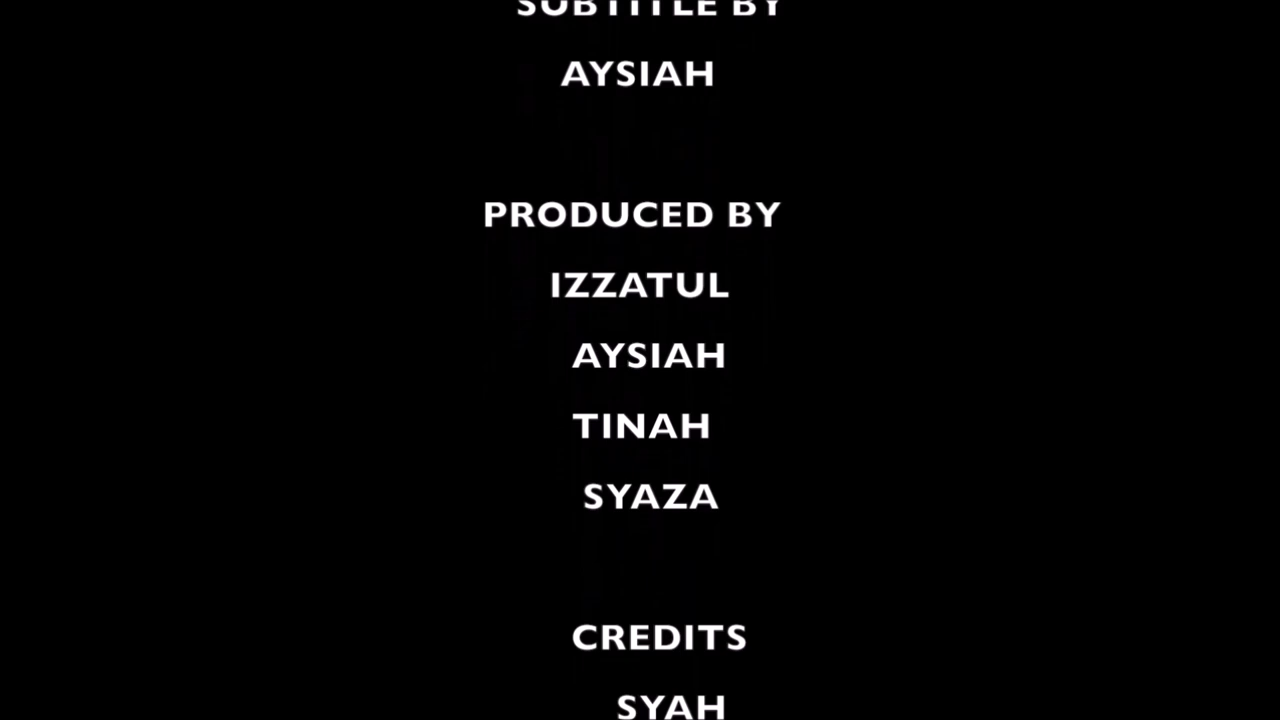 SUBTITLE BY
AYSIAH
PRODUCED BY
IZZATUL
AYSIAH
TINAH
SYAZA
CREDITS
SYAH